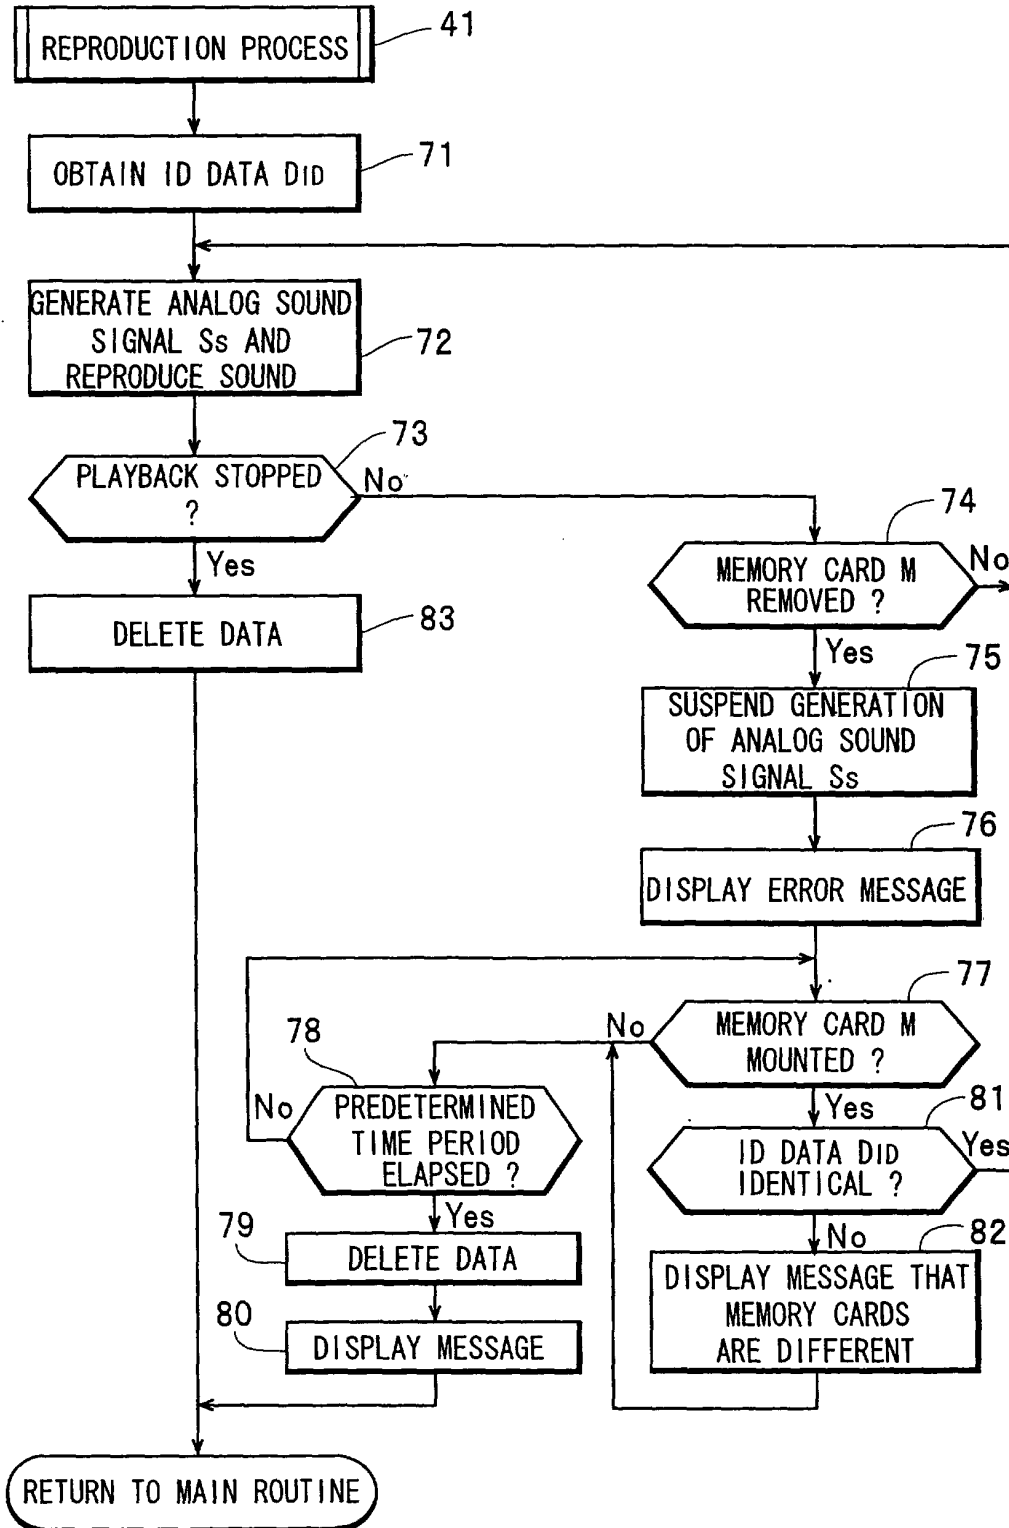 REPRODUCTION PROCESS
41
OBTAIN ID DATA DID
71
GENERATE ANALOG SOUND
SIGNAL Ss AND
REPRODUCE SOUND
72
PLAYBACK STOPPED
?
73
No
Yes
DELETE DATA
83
MEMORY CARD M
REMOVED ?
74
No
Yes
SUSPEND GENERATION
OF ANALOG SOUND
SIGNAL Ss
75
DISPLAY ERROR MESSAGE
76
MEMORY CARD M
MOUNTED ?
77
No
Yes
PREDETERMINED
TIME PERIOD
ELAPSED ?
78
No
Yes
DELETE DATA
79
DISPLAY MESSAGE
80
ID DATA DID
IDENTICAL ?
81
Yes
No
DISPLAY MESSAGE THAT
MEMORY CARDS
ARE DIFFERENT
82
RETURN TO MAIN ROUTINE